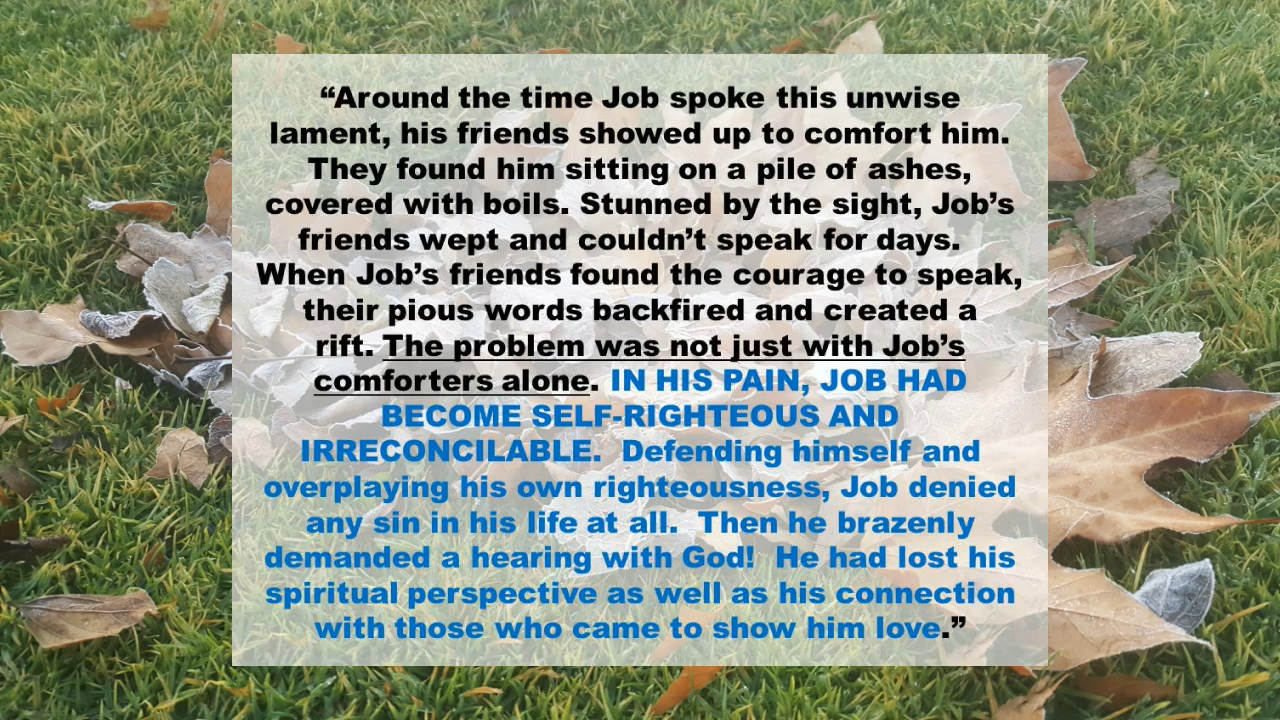 “Around the time Job spoke this unwise
lament, his friends showed up to comfort him.
They found him sitting on a pile of ashes,
covered with boils. Stunned by the sight, Job’s
friends wept and couldn’t speak for days.
When Job’s friends found the courage to speak,
their pious words backfired and created a
rift. The problem was not just with Job’s
comforters alone. IN HIS PAIN, JOB HAD
BECOME SELF-RIGHTEOUS AND
IRRECONCILABLE.  Defending himself and
overplaying his own righteousness, Job denied
any sin in his life at all.  Then he brazenly
demanded a hearing with God!  He had lost his
spiritual perspective as well as his connection
with those who came to show him love.”